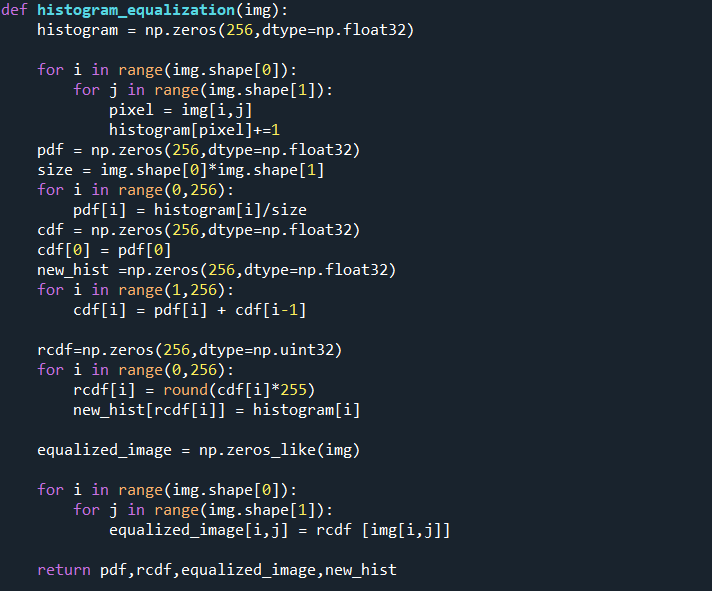 def histogram_equalization(img):
    histogram = np.zeros(256,dtype=np.float32)

    for i in range(img.shape[0]):
        for j in range(img.shape[1]):
            pixel = img[i,j]
            histogram[pixel]+=1
    pdf = np.zeros(256,dtype=np.float32)
    size = img.shape[0]*img.shape[1]
    for i in range(0,256):
        pdf[i] = histogram[i]/size
    cdf = np.zeros(256,dtype=np.float32)
    cdf[0] = pdf[0]
    new_hist =np.zeros(256,dtype=np.float32)
    for i in range(1,256):
        cdf[i] = pdf[i] + cdf[i-1]

    rcdf=np.zeros(256,dtype=np.uint32)
    for i in range(0,256):
        rcdf[i] = round(cdf[i]*255)
        new_hist[rcdf[i]] = histogram[i]

    equalized_image = np.zeros_like(img)

    for i in range(img.shape[0]):
        for j in range(img.shape[1]):
            equalized_image[i,j] = rcdf [img[i,j]]

    return pdf,rcdf,equalized_image,new_hist